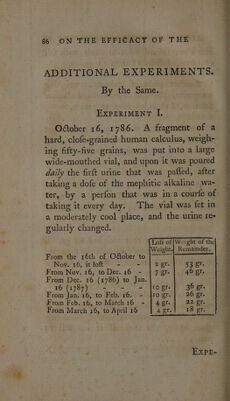 86 ON THE EFFICACY OF THE
ADDITIONAL EXPERIMENTS.
By the Same.
EXPERIMENT I.
October 16, 1786. A fragment of a
hard, close-grained human calculus, weigh-
ing fifty-five grains, was put into a large
wide-mouthed vial, and upon it was poured
daily the first urine that was passed, after
taking a dose of the mephitic alkaline wa-
ter, by a person that was in a course of
taking it every day. The vial was set in
a moderately cool place, and the urine re-
gularly changed.
Loss of Weight. Weight of the Remainder.
From the 16th of October to
Nov. 16, it lost - - 2 gr. 53 gr.
From Nov. 16, to Dec. 16 - 7 gr. 46 gr.
From Dec. 16 (1786) to Jan.
16 (1787) - - 10 gr. 36 gr.
From Jan. 16, to Feb. 16. - 10 gr. 26 gr.
From Feb. 16, to March 16 - 4 gr. 22 gr.
From March 16, to April 16 4 gr. 18 gr.
EXPE-